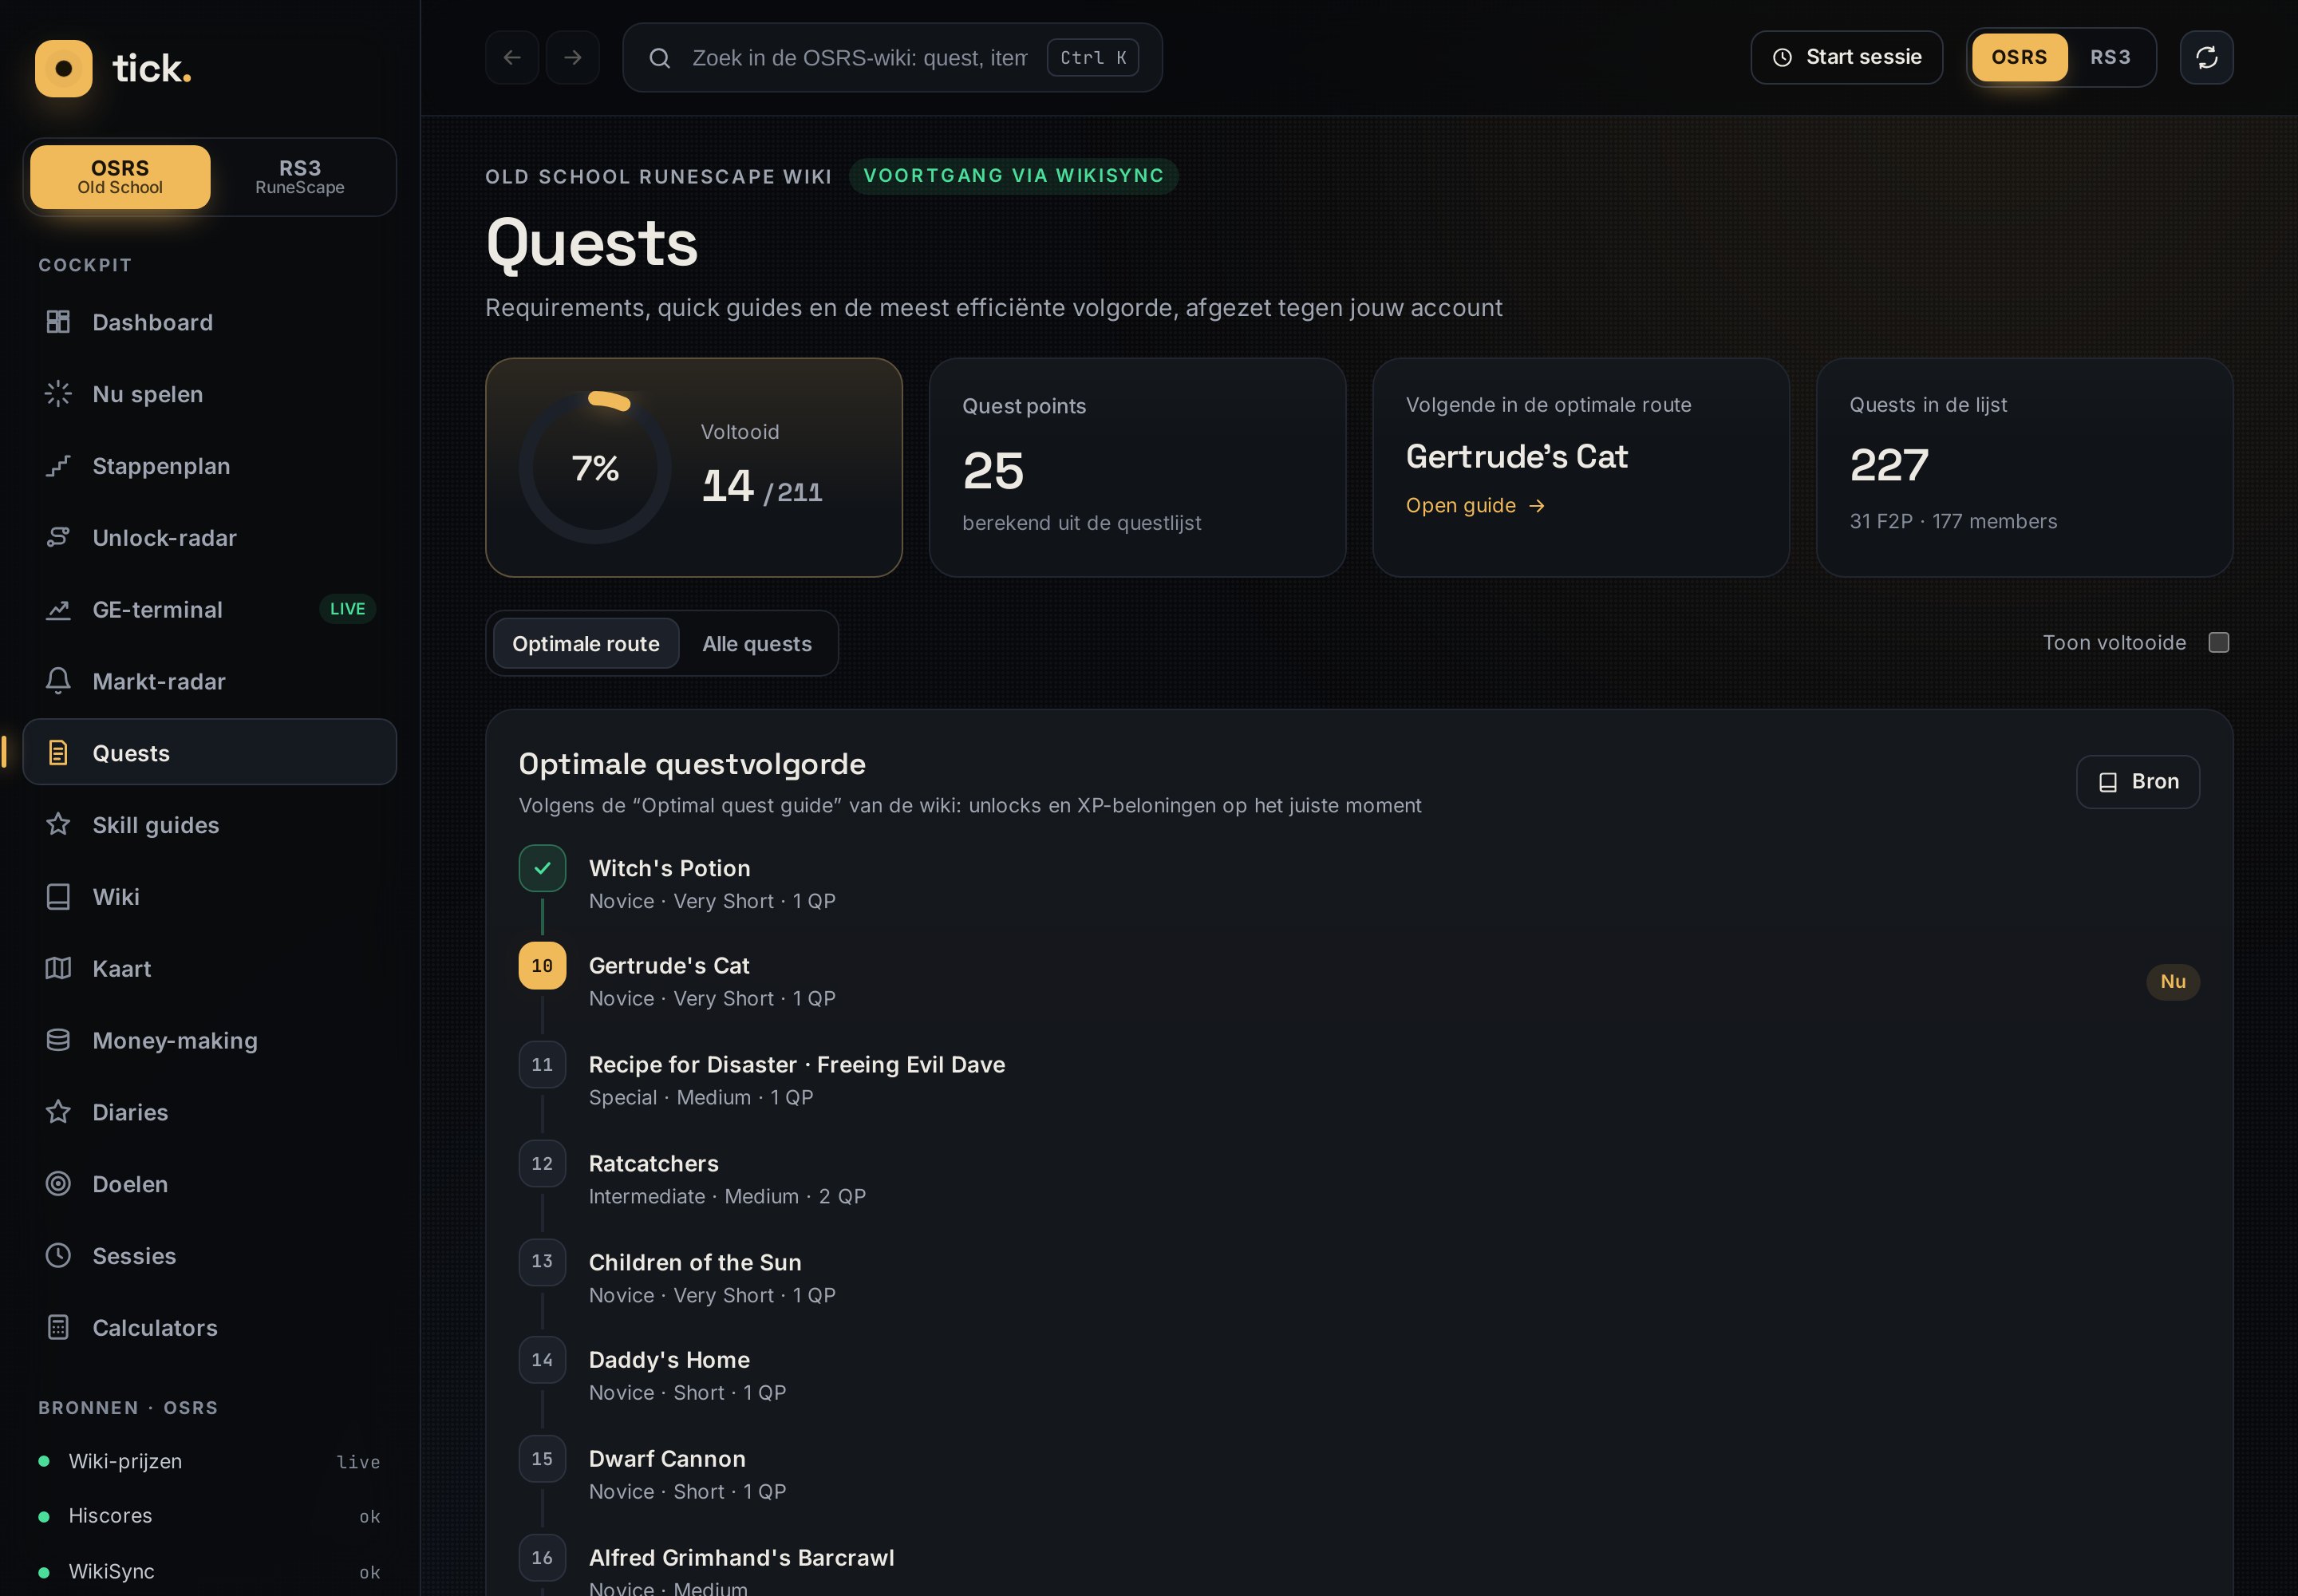 tick.
OSRS
Old School
RS3
RuneScape
COCKPIT
Dashboard
Nu spelen
Stappenplan
Unlock-radar
GE-terminal LIVE
Markt-radar
Quests
Skill guides
Wiki
Kaart
Money-making
Diaries
Doelen
Sessies
Calculators
BRONNEN · OSRS
Wiki-prijzen live
Hiscores ok
WikiSync ok
Zoek in de OSRS-wiki: quest, item Ctrl K
Start sessie
OSRS RS3
OLD SCHOOL RUNESCAPE WIKI VOORTGANG VIA WIKISYNC
Quests
Requirements, quick guides en de meest efficiënte volgorde, afgezet tegen jouw account
7%
Voltooid
14 /211
Quest points
25
berekend uit de questlijst
Volgende in de optimale route
Gertrude’s Cat
Open guide →
Quests in de lijst
227
31 F2P · 177 members
Optimale route Alle quests
Toon voltooide
Optimale questvolgorde
Volgens de “Optimal quest guide” van de wiki: unlocks en XP-beloningen op het juiste moment
Bron
Witch's Potion
Novice · Very Short · 1 QP
10 Gertrude's Cat
Novice · Very Short · 1 QP
Nu
11 Recipe for Disaster · Freeing Evil Dave
Special · Medium · 1 QP
12 Ratcatchers
Intermediate · Medium · 2 QP
13 Children of the Sun
Novice · Very Short · 1 QP
14 Daddy's Home
Novice · Short · 1 QP
15 Dwarf Cannon
Novice · Short · 1 QP
16 Alfred Grimhand's Barcrawl
Novice · Medium